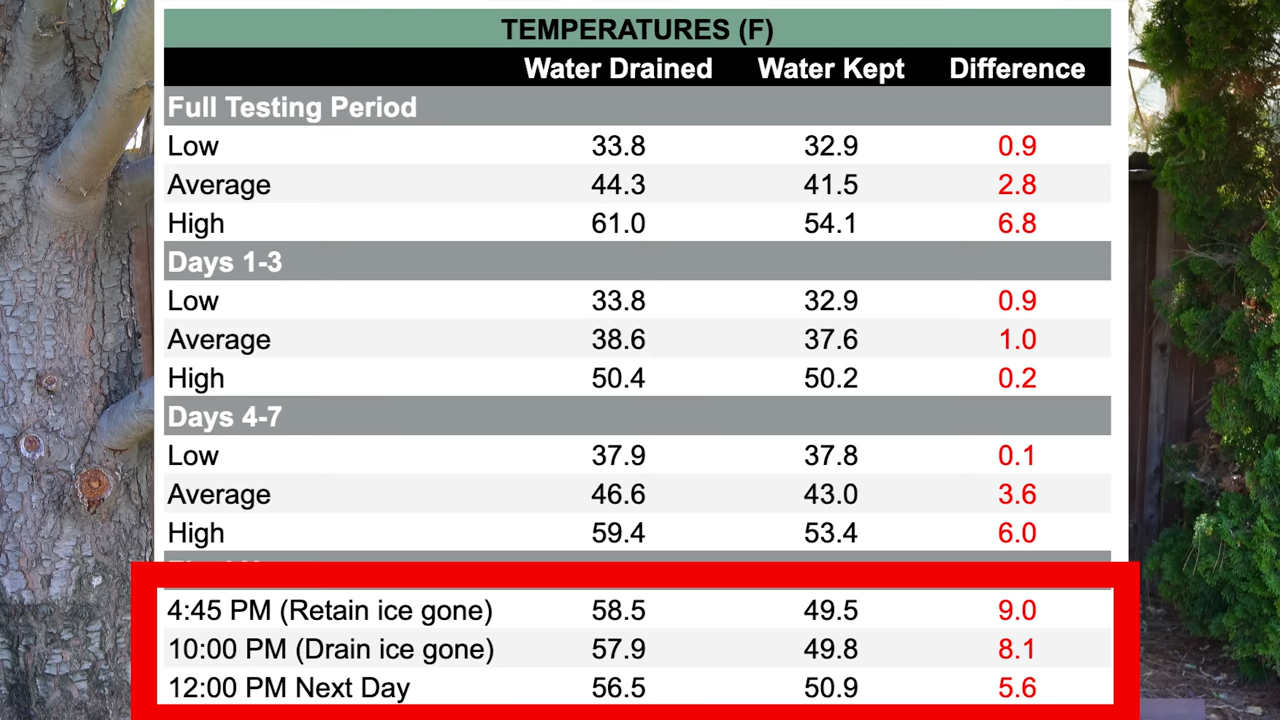 TEMPERATURES (F)
Water Drained Water Kept Difference
Full Testing Period
Low 33.8 32.9 0.9
Average 44.3 41.5 2.8
High 61.0 54.1 6.8
Days 1-3
Low 33.8 32.9 0.9
Average 38.6 37.6 1.0
High 50.4 50.2 0.2
Days 4-7
Low 37.9 37.8 0.1
Average 46.6 43.0 3.6
High 59.4 53.4 6.0
4:45 PM (Retain ice gone) 58.5 49.5 9.0
10:00 PM (Drain ice gone) 57.9 49.8 8.1
12:00 PM Next Day 56.5 50.9 5.6